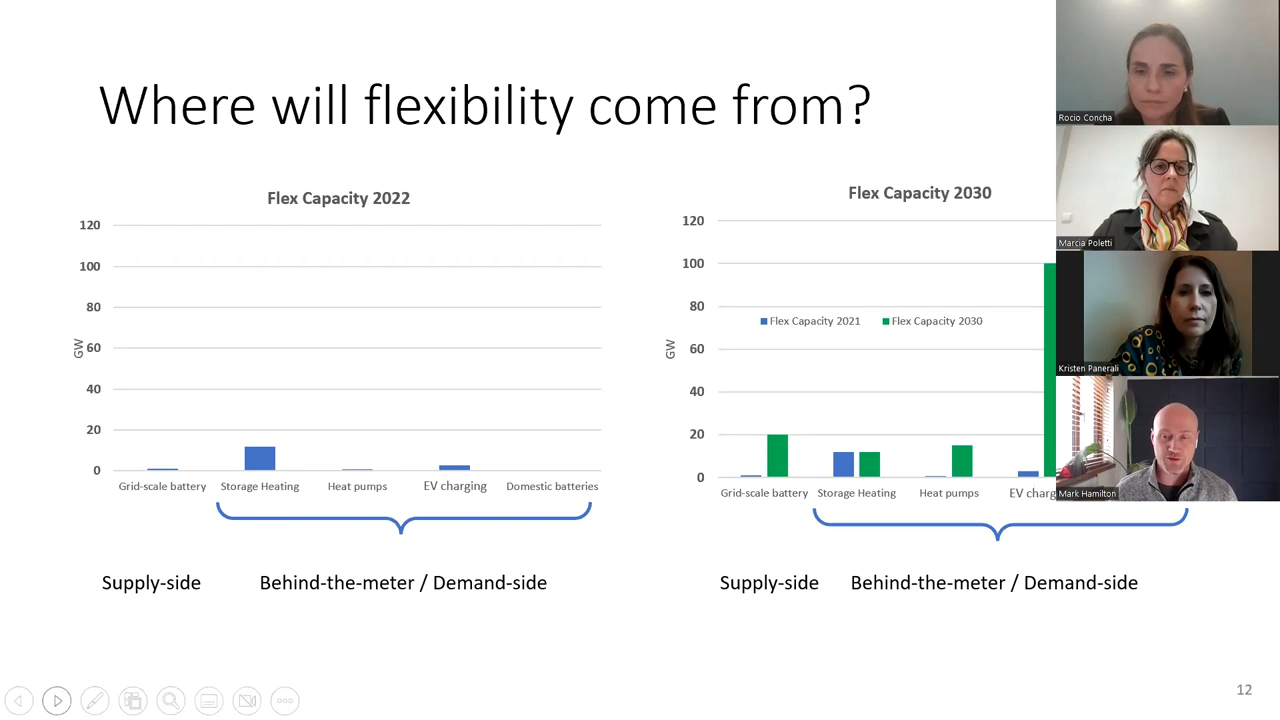 Where will flexibility come from?
Flex Capacity 2022
120
100
80
60
40
20
0
GW
Grid-scale battery
Storage Heating
Heat pumps
EV charging
Domestic batteries
Supply-side
Behind-the-meter / Demand-side
Flex Capacity 2030
120
100
80
60
40
20
0
GW
Flex Capacity 2021
Flex Capacity 2030
Grid-scale battery
Storage Heating
Heat pumps
EV charg
Supply-side
Behind-the-meter / Demand-side
Rocio Concha
Marcia Poletti
Kristen Panerali
Mark Hamilton
12